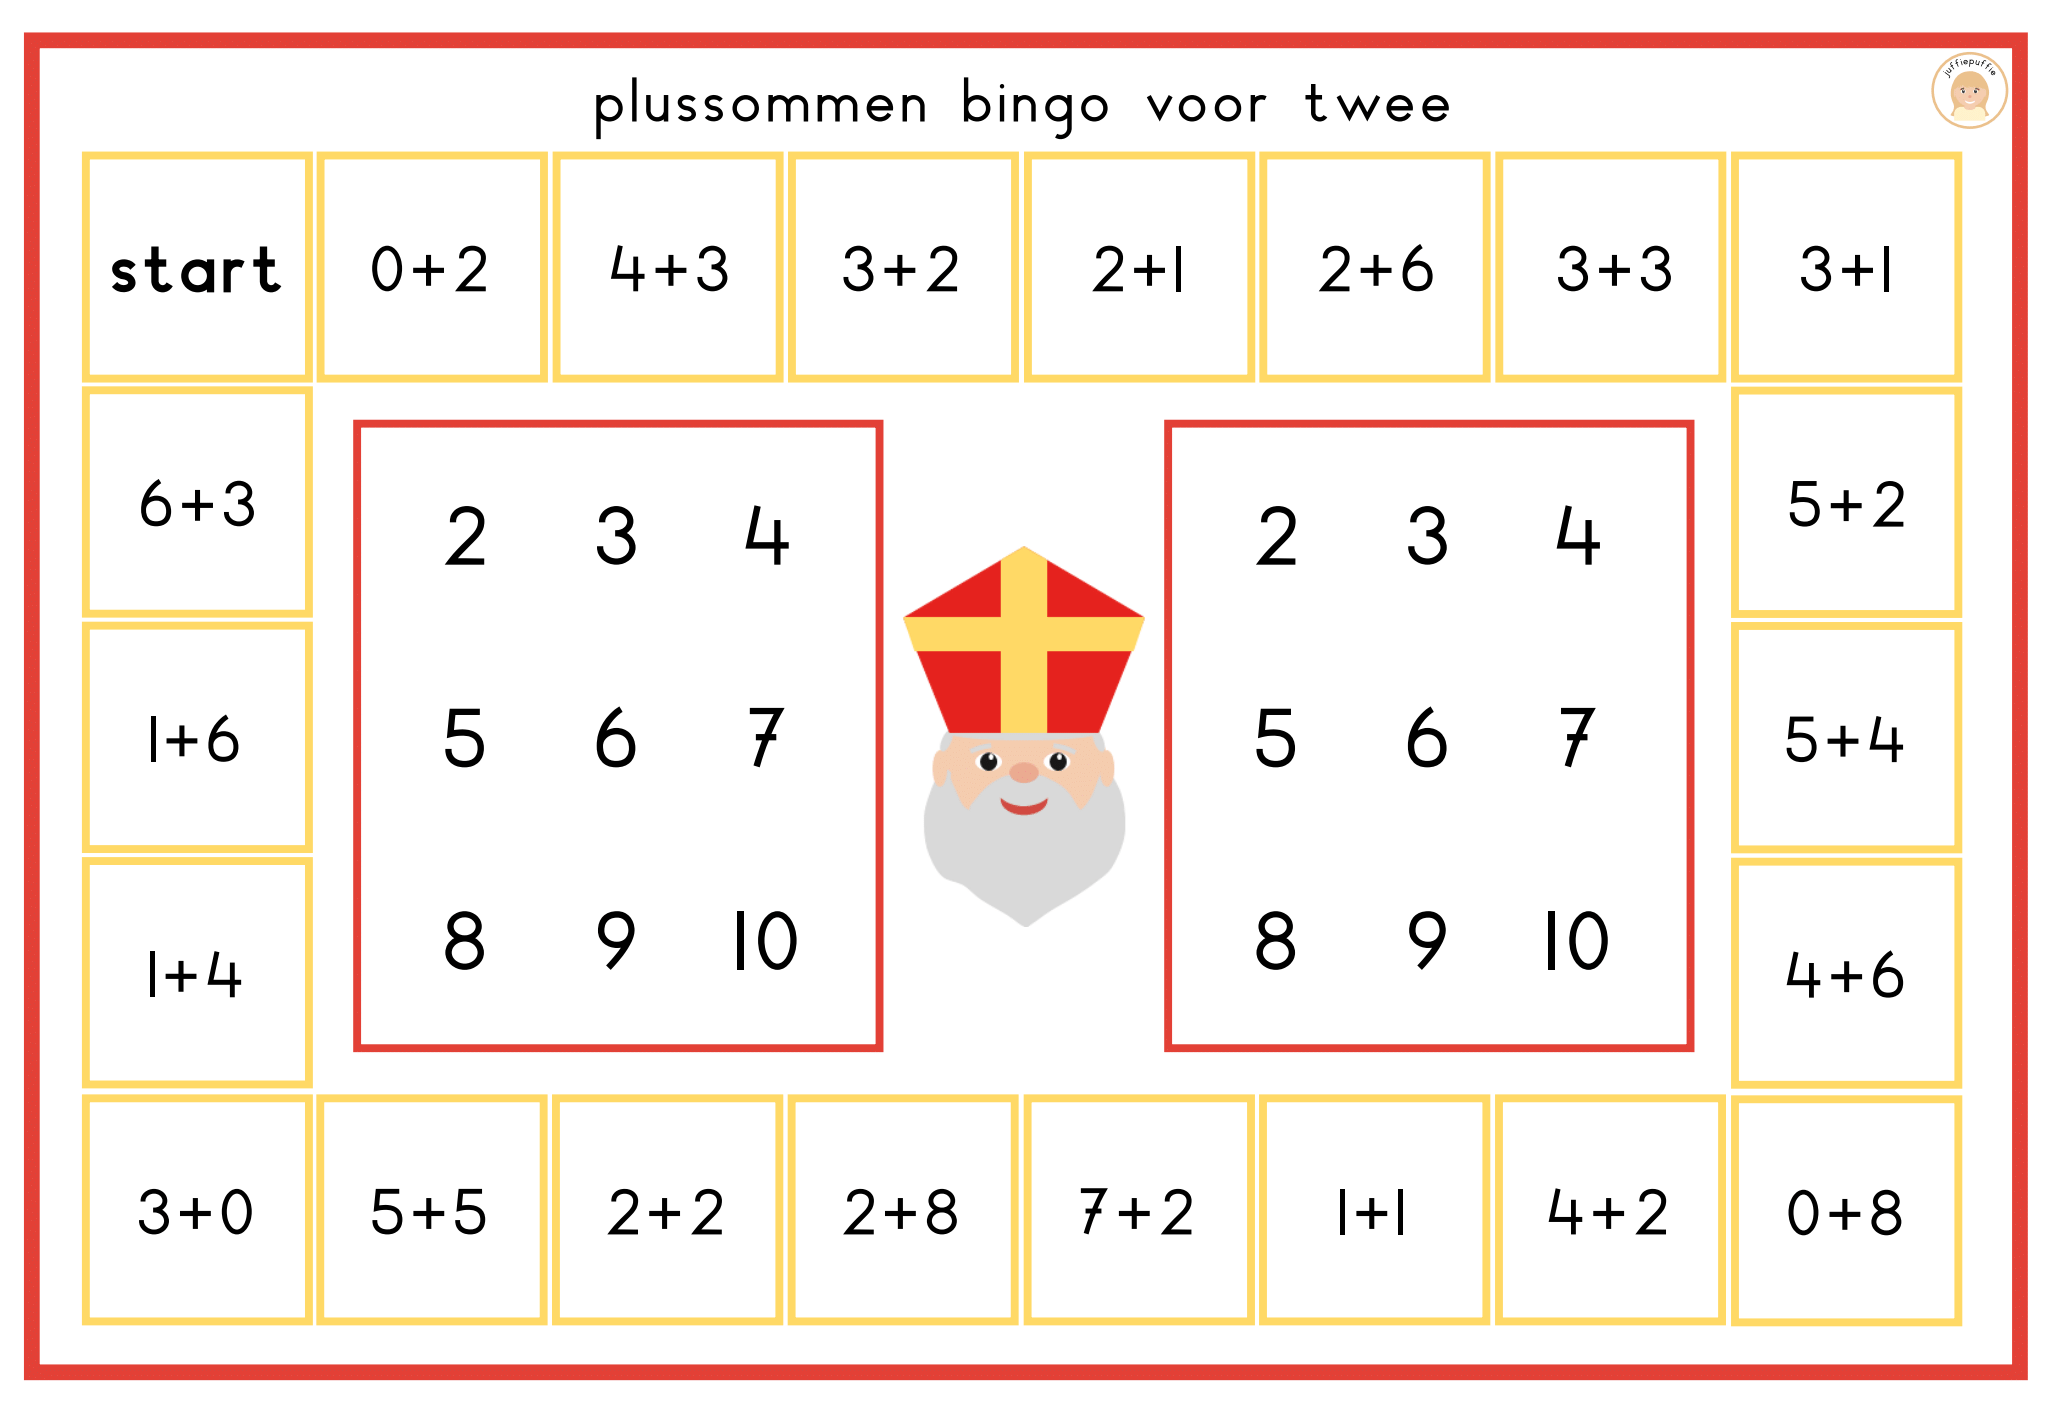 juffiepuffie
plussommen bingo voor twee
start 0+2 4+3 3+2 2+1 2+6 3+3 3+1
6+3 2 3 4 2 3 4 5+2
1+6 5 6 7 5 6 7 5+4
1+4 8 9 10 8 9 10 4+6
3+0 5+5 2+2 2+8 7+2 1+1 4+2 0+8